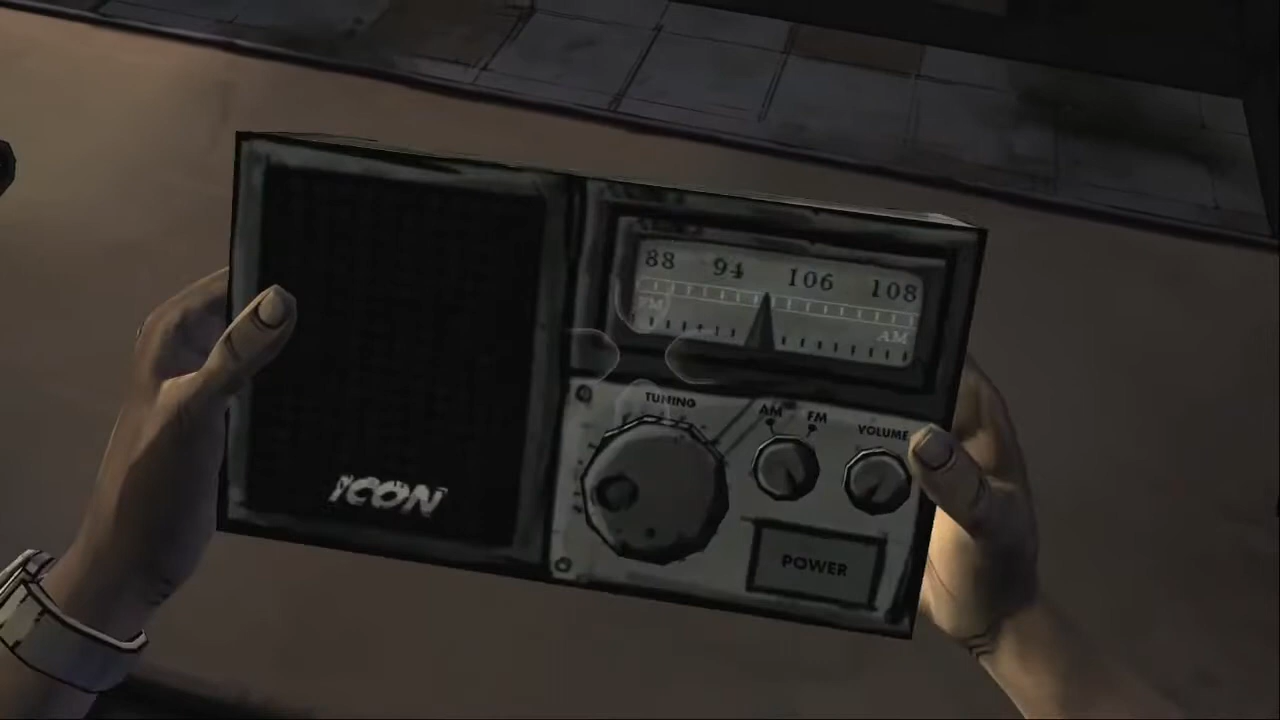 88 94 106 108
FM
AM
TUNING
AM FM
VOLUME
ICON
POWER